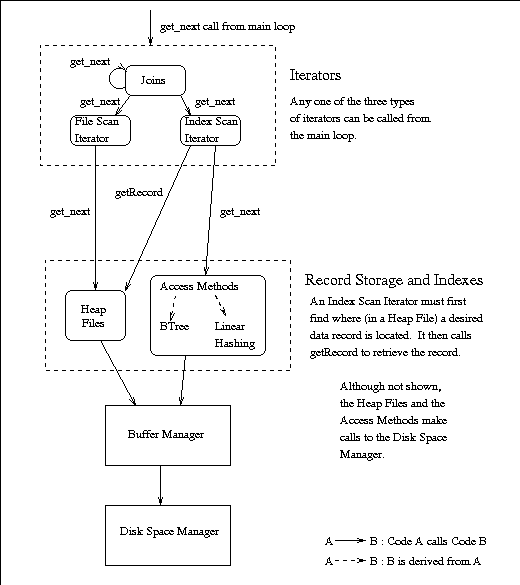 get_next call from main loop
get_next
Joins
get_next
get_next
File Scan
Iterator
Index Scan
Iterator
Iterators
Any one of the three types
of iterators can be called from
the main loop.
getRecord
get_next
get_next
Heap
Files
Access Methods
BTree
Linear
Hashing
Record Storage and Indexes
An Index Scan Iterator must first
find where (in a Heap File) a desired
data record is located. It then calls
getRecord to retrieve the record.
Although not shown,
the Heap Files and the
Access Methods make
calls to the Disk Space
Manager.
Buffer Manager
Disk Space Manager
A B : Code A calls Code B
A B : B is derived from A